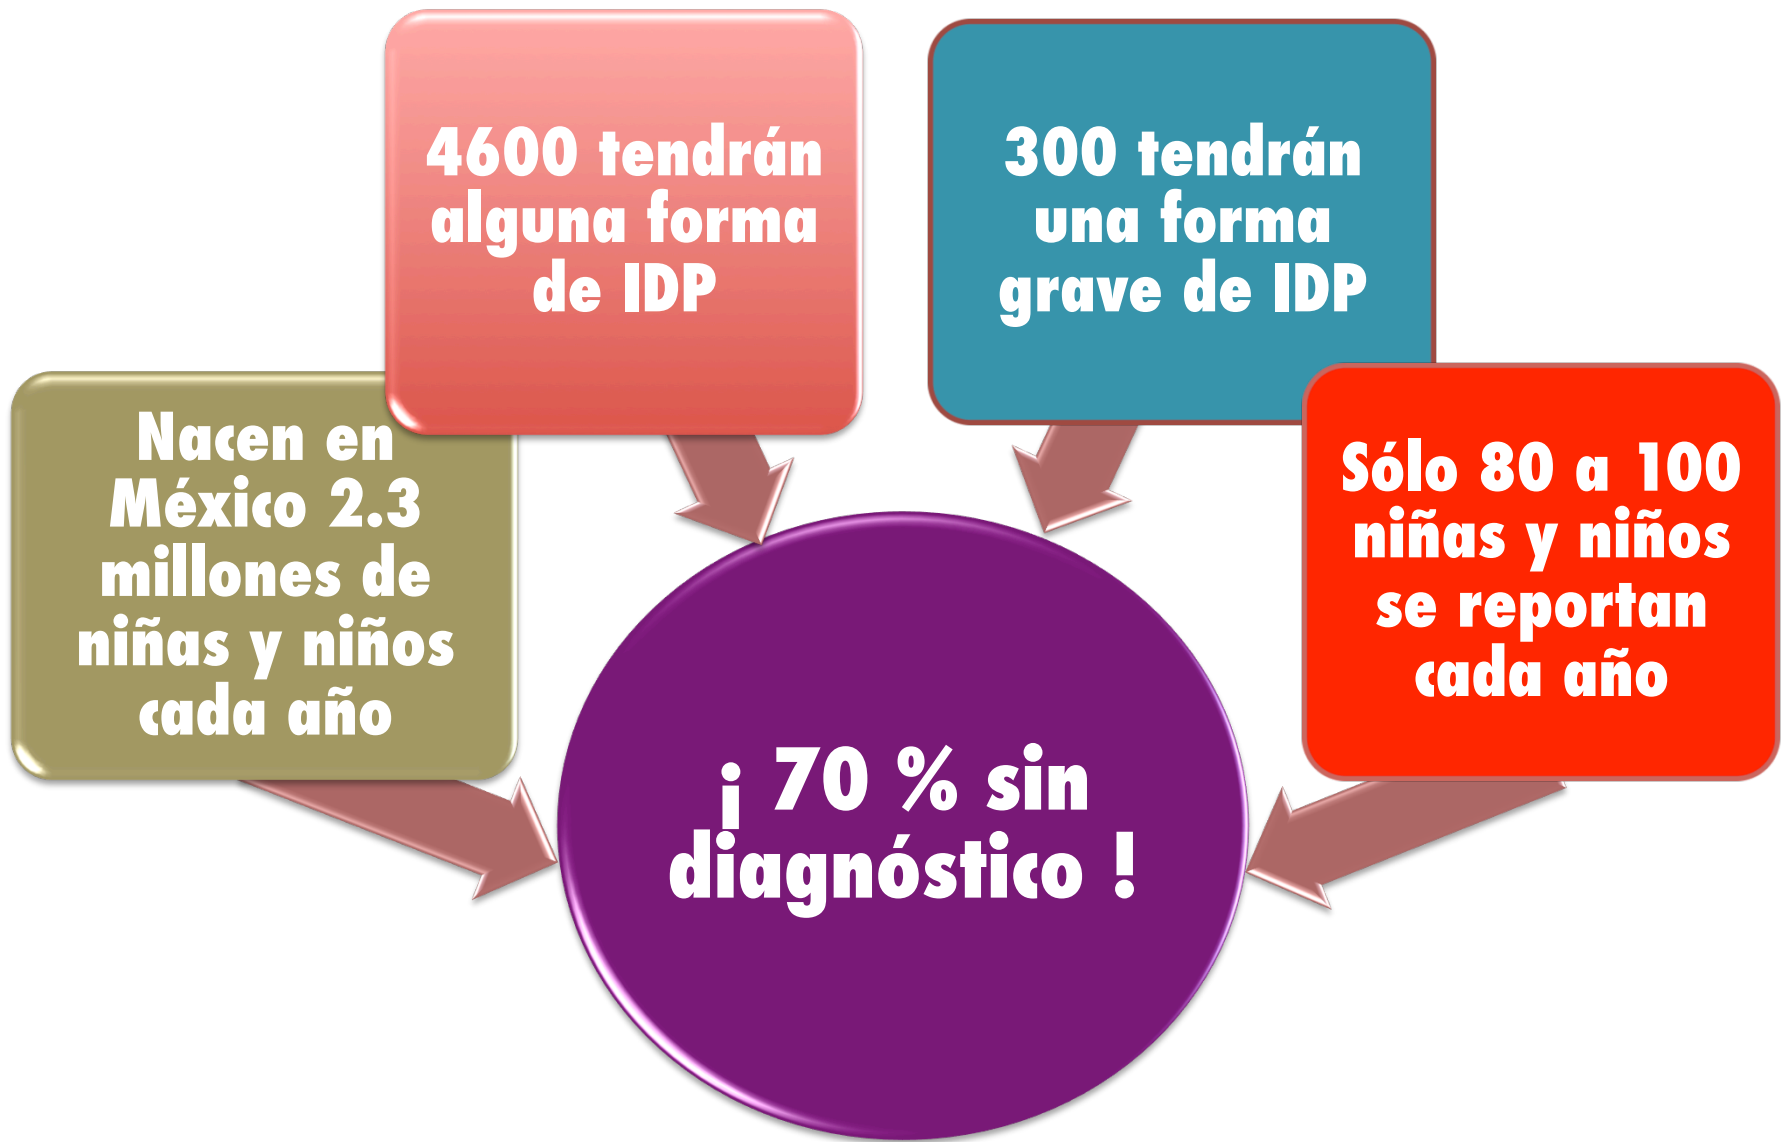 Nacen en
México 2.3
millones de
niñas y niños
cada año
4600 tendrán
alguna forma
de IDP
300 tendrán
una forma
grave de IDP
Sólo 80 a 100
niñas y niños
se reportan
cada año
¡ 70 % sin
diagnóstico !